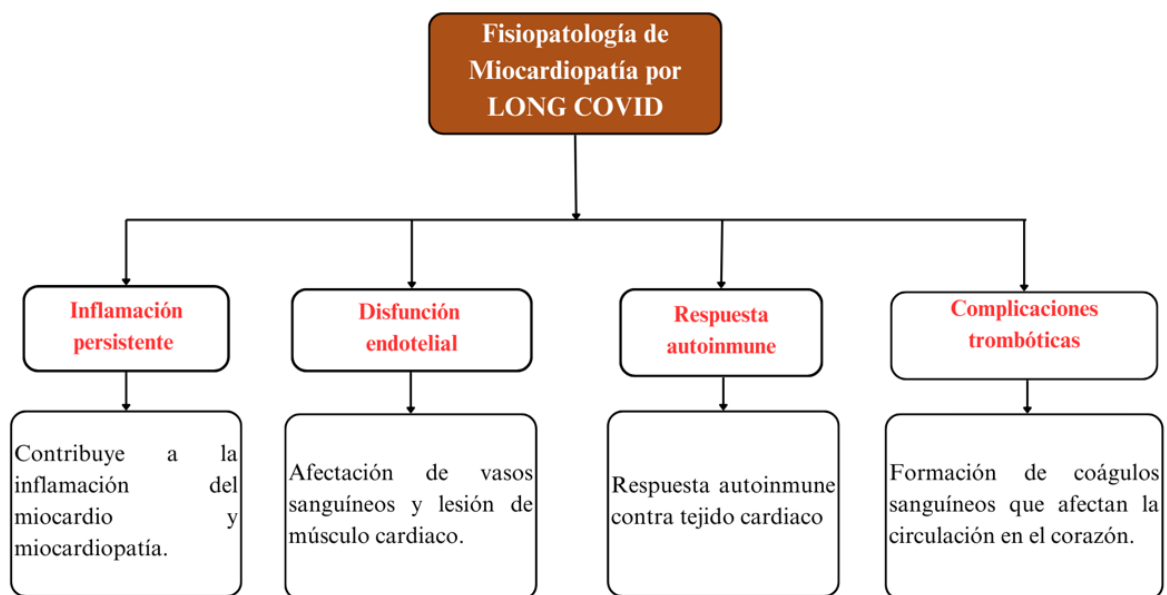 Fisiopatología de
Miocardiopatía por
LONG COVID
Inflamación
persistente
Disfunción
endotelial
Respuesta
autoinmune
Complicaciones
trombóticas
Contribuye a la
inflamación del
miocardio y
miocardiopatía.
Afectación de vasos
sanguíneos y lesión de
músculo cardiaco.
Respuesta autoinmune
contra tejido cardiaco
Formación de coágulos
sanguíneos que afectan la
circulación en el corazón.